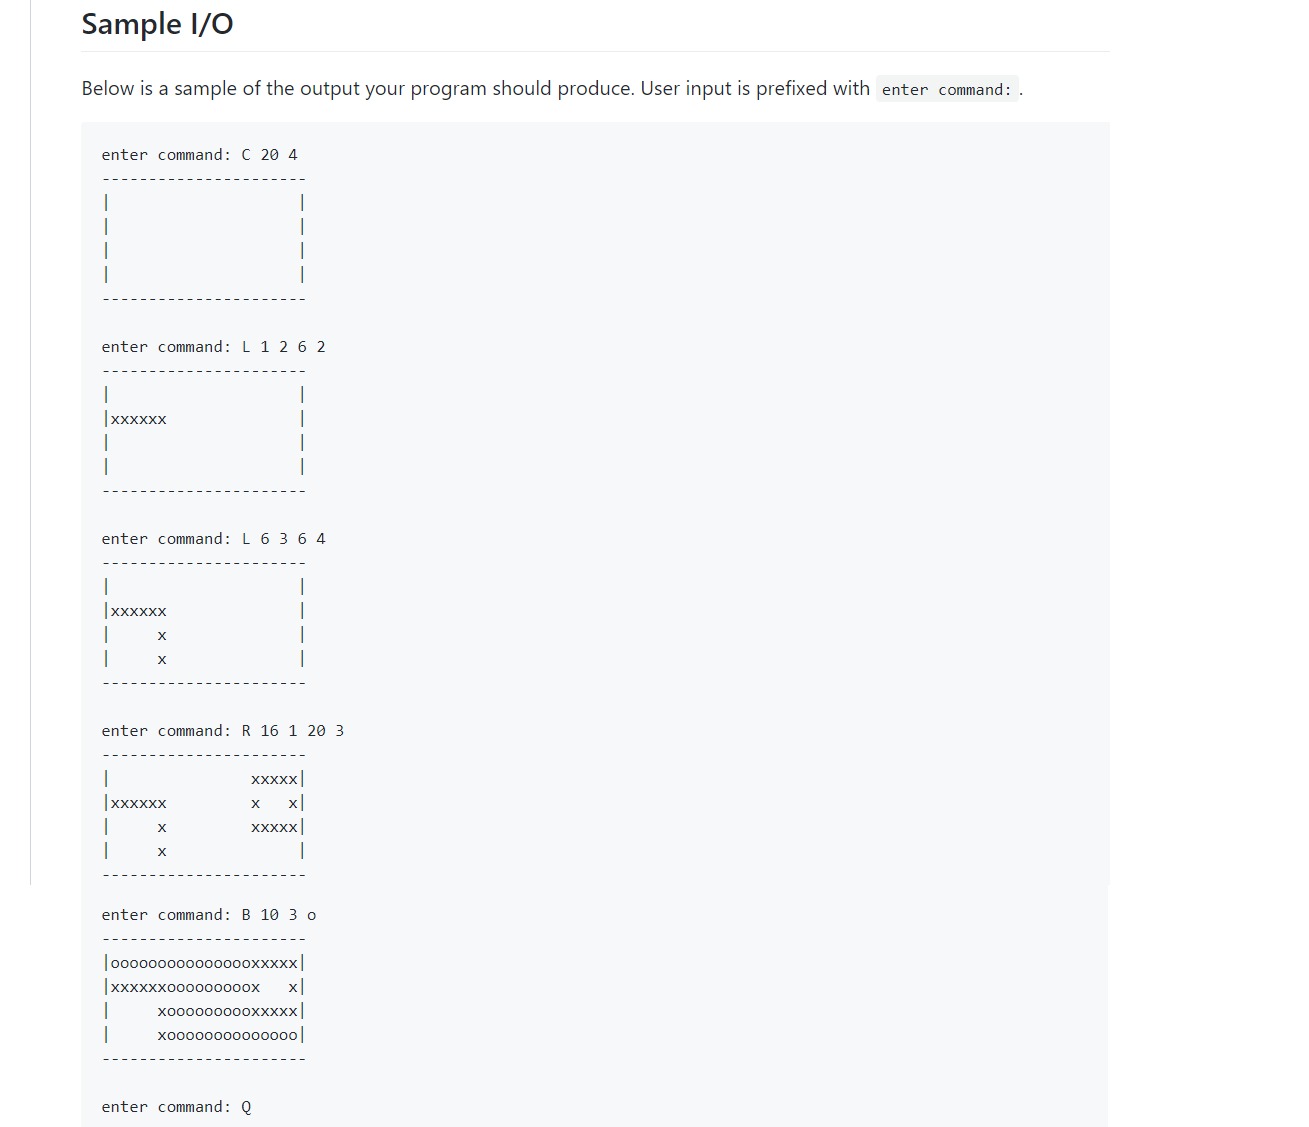 Sample I/O
Below is a sample of the output your program should produce. User input is prefixed with enter command: .
enter command: C 20 4
----------------------
|                    |
|                    |
|                    |
|                    |
----------------------
enter command: L 1 2 6 2
----------------------
|                    |
|xxxxxx              |
|                    |
|                    |
----------------------
enter command: L 6 3 6 4
----------------------
|                    |
|xxxxxx              |
|     x              |
|     x              |
----------------------
enter command: R 16 1 20 3
----------------------
|               xxxxx|
|xxxxxx         x   x|
|     x         xxxxx|
|     x              |
----------------------
enter command: B 10 3 o
----------------------
|oooooooooooooooxxxxx|
|xxxxxxooooooooox   x|
|     xoooooooooxxxxx|
|     xoooooooooooooo|
----------------------
enter command: Q